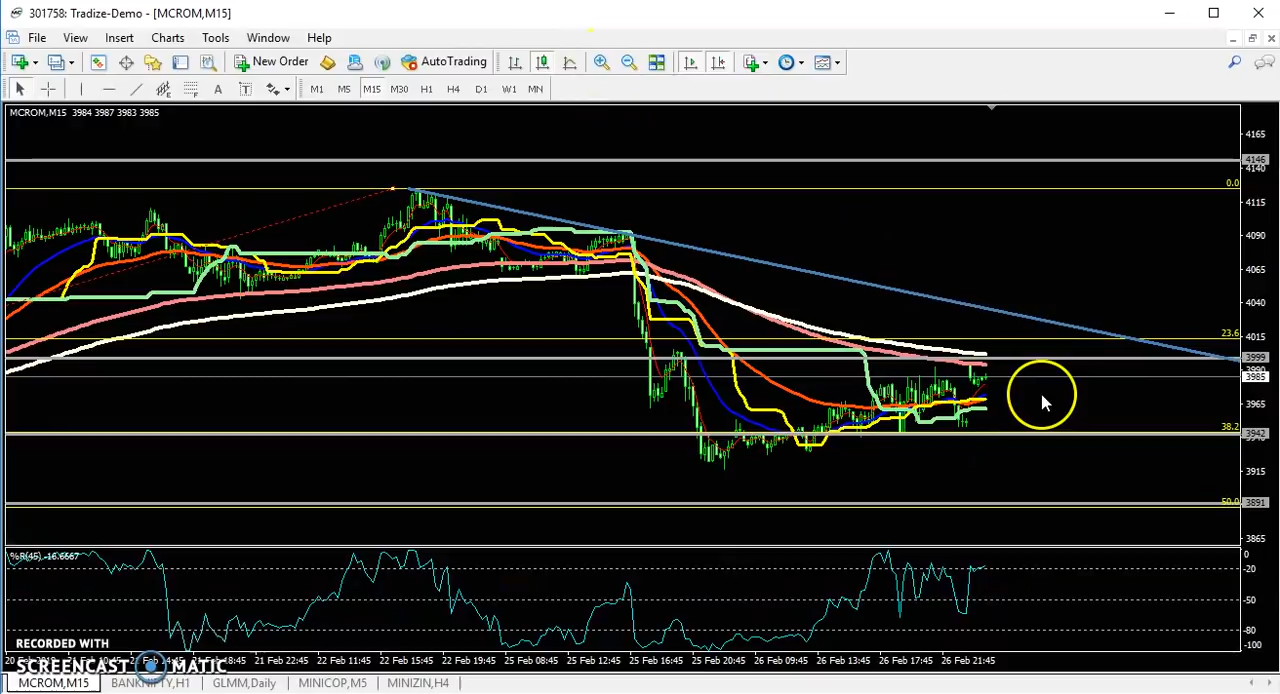 301758: Tradize-Demo - [MCROM,M15]
File View Insert Charts Tools Window Help
New Order AutoTrading
A T M1 M5 M15 M30 H1 H4 D1 W1 MN
MCROM,M15 3984 3987 3983 3985
4165
4146
4140
0.0
4115
4090
4065
4040
23.6
4015
3999
3990
3985
3965
38.2
3942
3915
50.0
3891
3865
%R(45) -16.6667
0
-20
-50
-80
-100
RECORDED WITH
SCREENCAST MATIC
21 Feb 22:45 22 Feb 11:45 22 Feb 15:45 22 Feb 19:45 25 Feb 08:45 25 Feb 12:45 25 Feb 16:45 25 Feb 20:45 26 Feb 09:45 26 Feb 13:45 26 Feb 17:45 26 Feb 21:45
MCROM,M15 BANKNIFTY,H1 GLMM,Daily MINICOP,M5 MINIZIN,H4